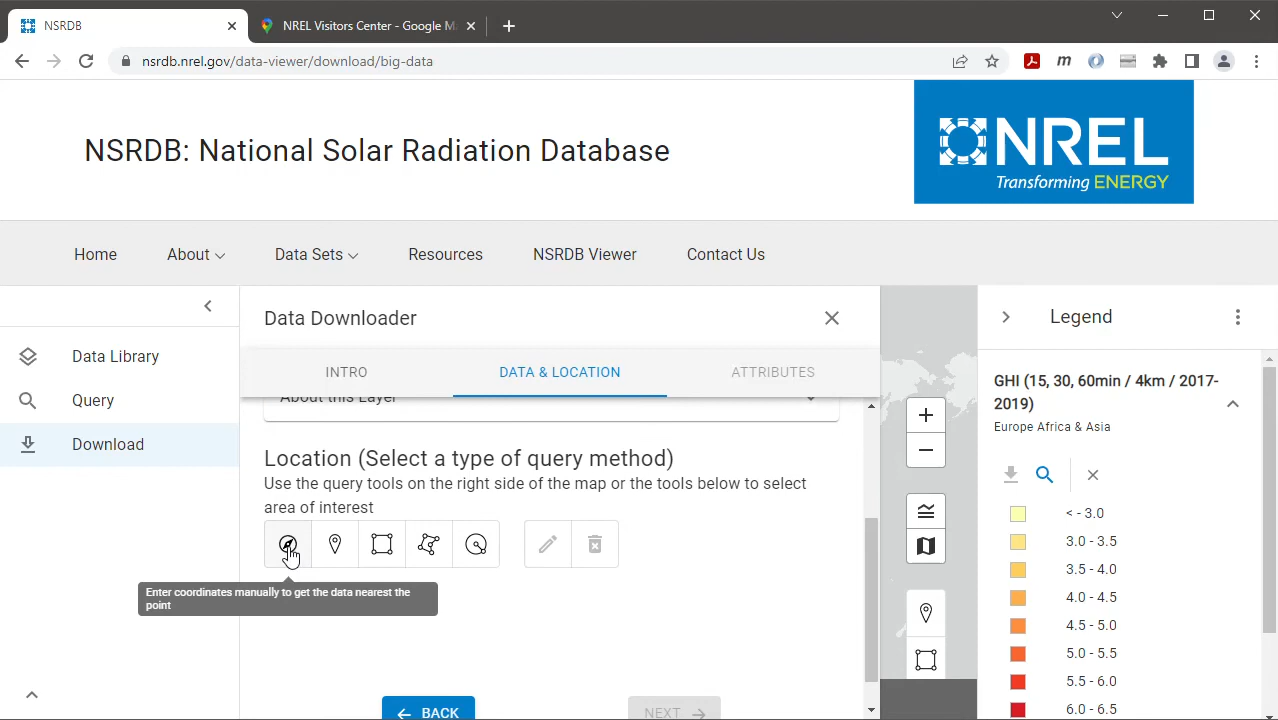 NSRDB
NREL Visitors Center - Google M
nsrdb.nrel.gov/data-viewer/download/big-data
m
NSRDB: National Solar Radiation Database
NREL
Transforming ENERGY
Home
About
Data Sets
Resources
NSRDB Viewer
Contact Us
Data Library
Query
Download
Data Downloader
INTRO
DATA & LOCATION
ATTRIBUTES
About this Layer
Location (Select a type of query method)
Use the query tools on the right side of the map or the tools below to select
area of interest
Enter coordinates manually to get the data nearest the
point
BACK
NEXT
Legend
GHI (15, 30, 60min / 4km / 2017-
2019)
Europe Africa & Asia
< - 3.0
3.0 - 3.5
3.5 - 4.0
4.0 - 4.5
4.5 - 5.0
5.0 - 5.5
5.5 - 6.0
6.0 - 6.5